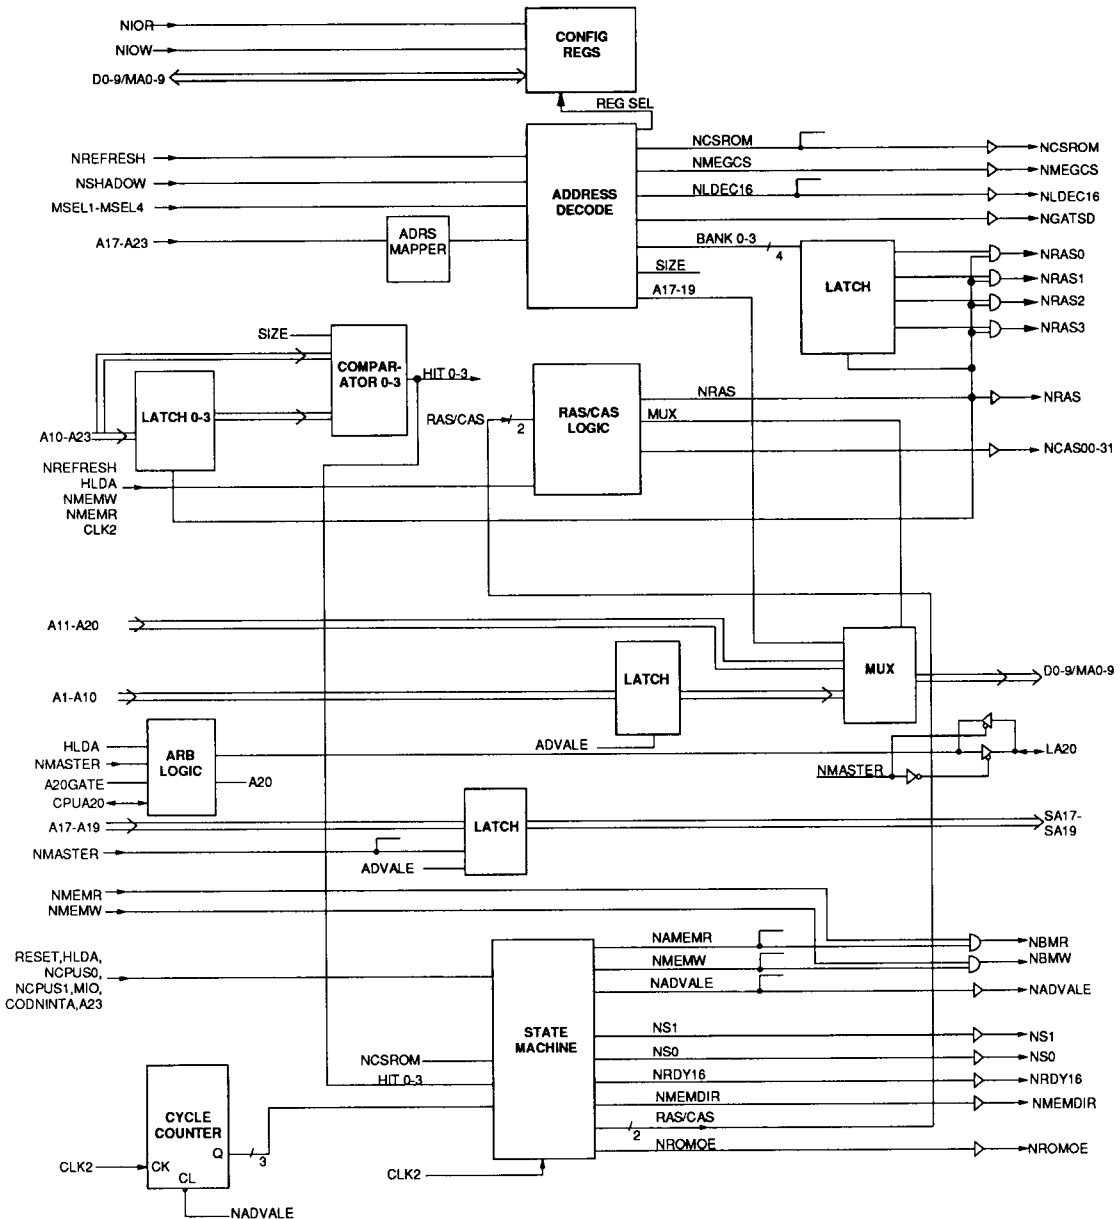 NIOR
NIOW
D0-9/MA0-9
CONFIG
REGS
REG SEL
NREFRESH
NSHADOW
MSEL1-MSEL4
A17-A23
ADRS
MAPPER
ADDRESS
DECODE
NCSROM
NMEGCS
NLDEC16
BANK 0-3
4
SIZE
A17-19
LATCH
NCSROM
NMEGCS
NLDEC16
NGATSD
NRAS0
NRAS1
NRAS2
NRAS3
SIZE
COMPAR-
ATOR 0-3
HIT 0-3
LATCH 0-3
A10-A23
NREFRESH
HLDA
NMEMW
NMEMR
CLK2
RAS/CAS
2
RAS/CAS
LOGIC
NRAS
MUX
NRAS
NCAS00-31
A11-A20
A1-A10
LATCH
ADVALE
MUX
D0-9/MA0-9
HLDA
NMASTER
A20GATE
CPUA20
ARB
LOGIC
A20
NMASTER
LA20
A17-A19
NMASTER
ADVALE
LATCH
SA17-
SA19
NMEMR
NMEMW
RESET,HLDA,
NCPUS0,
NCPUS1,MIO,
CODNINTA,A23
NCSROM
HIT 0-3
STATE
MACHINE
NAMEMR
NMEMW
NADVALE
NS1
NS0
NRDY16
NMEMDIR
RAS/CAS
2
NROMOE
NBMR
NBMW
NADVALE
NS1
NS0
NRDY16
NMEMDIR
NROMOE
CYCLE
COUNTER
Q
3
CLK2
CK
CL
NADVALE
CLK2